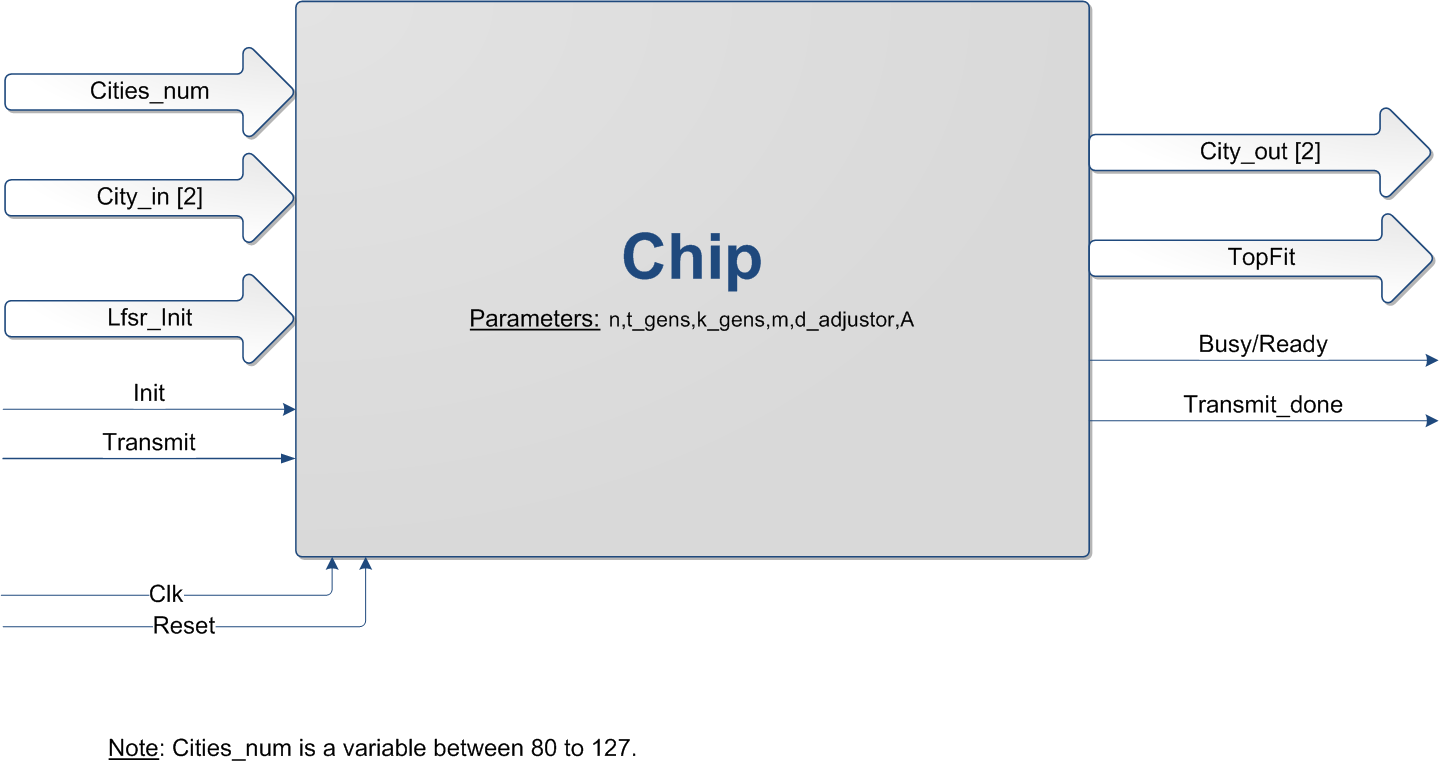 Cities_num
City_in [2]
Lfsr_Init
Init
Transmit
Clk
Reset
Chip
Parameters: n,t_gens,k_gens,m,d_adjustor,A
City_out [2]
TopFit
Busy/Ready
Transmit_done
Note: Cities_num is a variable between 80 to 127.